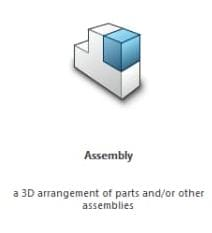 Assembly
a 3D arrangement of parts and/or other
assemblies